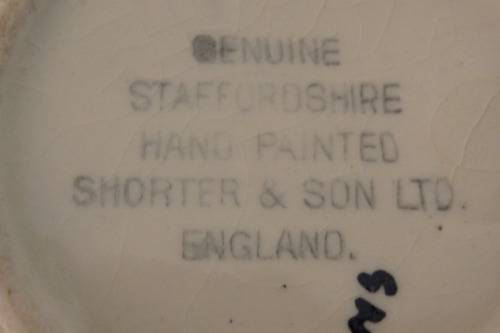 GENUINE
STAFFORDSHIRE
HAND PAINTED
SHORTER & SON LTD.
ENGLAND.